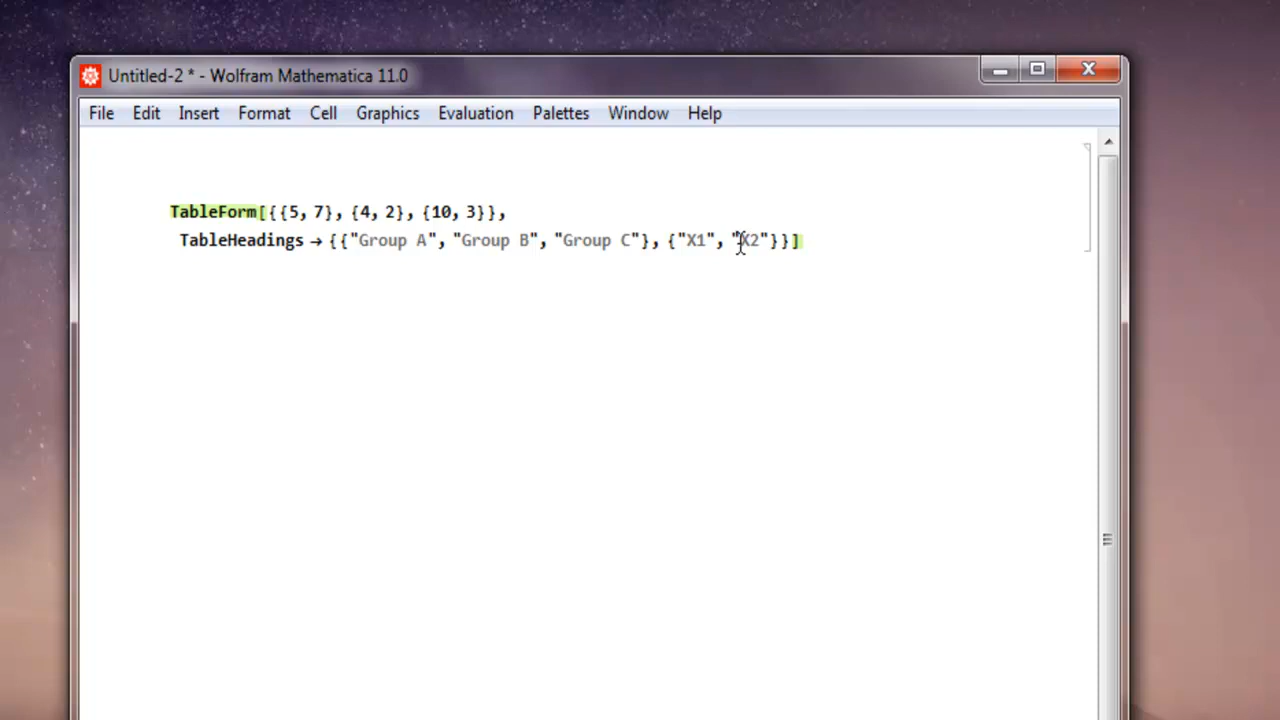 Untitled-2 * - Wolfram Mathematica 11.0
File Edit Insert Format Cell Graphics Evaluation Palettes Window Help
TableForm[{{5, 7}, {4, 2}, {10, 3}},
TableHeadings → {{"Group A", "Group B", "Group C"}, {"X1", "X2"}}]